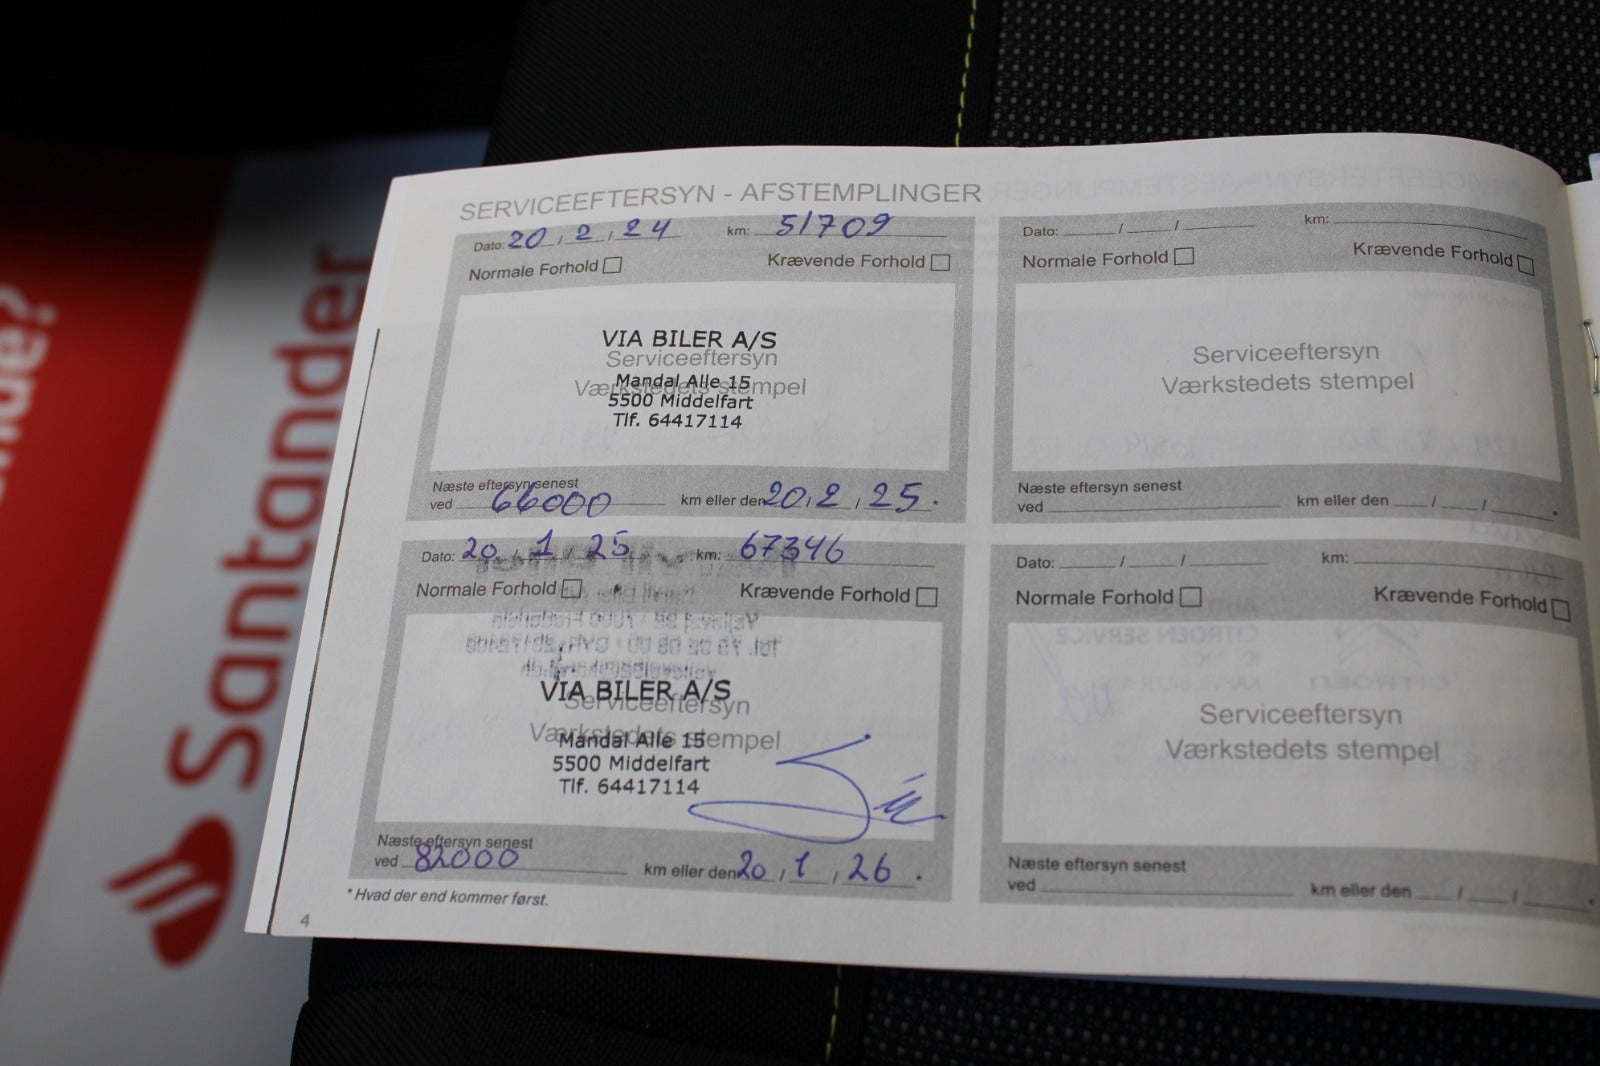 Santander
SERVICEEFTERSYN - AFSTEMPLINGER
Dato: 20 / 2 / 24 km: 51709
Normale Forhold Krævende Forhold
VIA BILER A/S
Serviceeftersyn
Værkstedets stempel
Mandal Alle 15
5500 Middelfart
Tlf. 64417114
Næste eftersyn senest
ved 66000 km eller den 20 / 2 / 25 .
Dato: 20 / 1 / 25 km: 67346
Normale Forhold Krævende Forhold
VIA BILER A/S
Serviceeftersyn
Værkstedets stempel
Mandal Alle 15
5500 Middelfart
Tlf. 64417114
Næste eftersyn senest
ved 82000 km eller den 20 / 1 / 26 .
* Hvad der end kommer først.
4
Dato: / / km:
Normale Forhold Krævende Forhold
Serviceeftersyn
Værkstedets stempel
Næste eftersyn senest
ved km eller den / / .
Dato: / / km:
Normale Forhold Krævende Forhold
Serviceeftersyn
Værkstedets stempel
Næste eftersyn senest
ved km eller den / / .